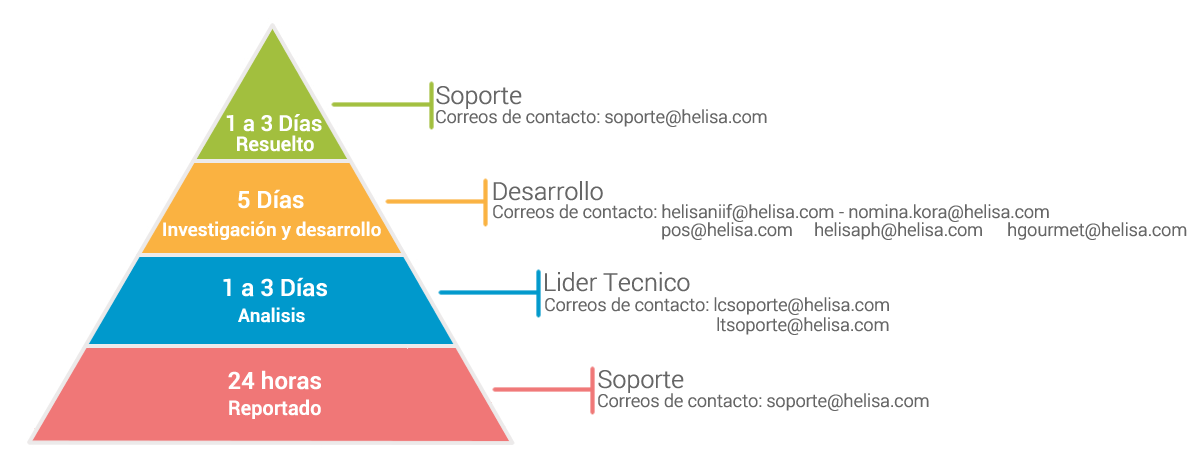 1 a 3 Días
Resuelto
Soporte
Correos de contacto: soporte@helisa.com
5 Días
Investigación y desarrollo
Desarrollo
Correos de contacto: helisaniif@helisa.com - nomina.kora@helisa.com
pos@helisa.com helisaph@helisa.com hgourmet@helisa.com
1 a 3 Días
Analisis
Lider Tecnico
Correos de contacto: lcsoporte@helisa.com
ltsoporte@helisa.com
24 horas
Reportado
Soporte
Correos de contacto: soporte@helisa.com